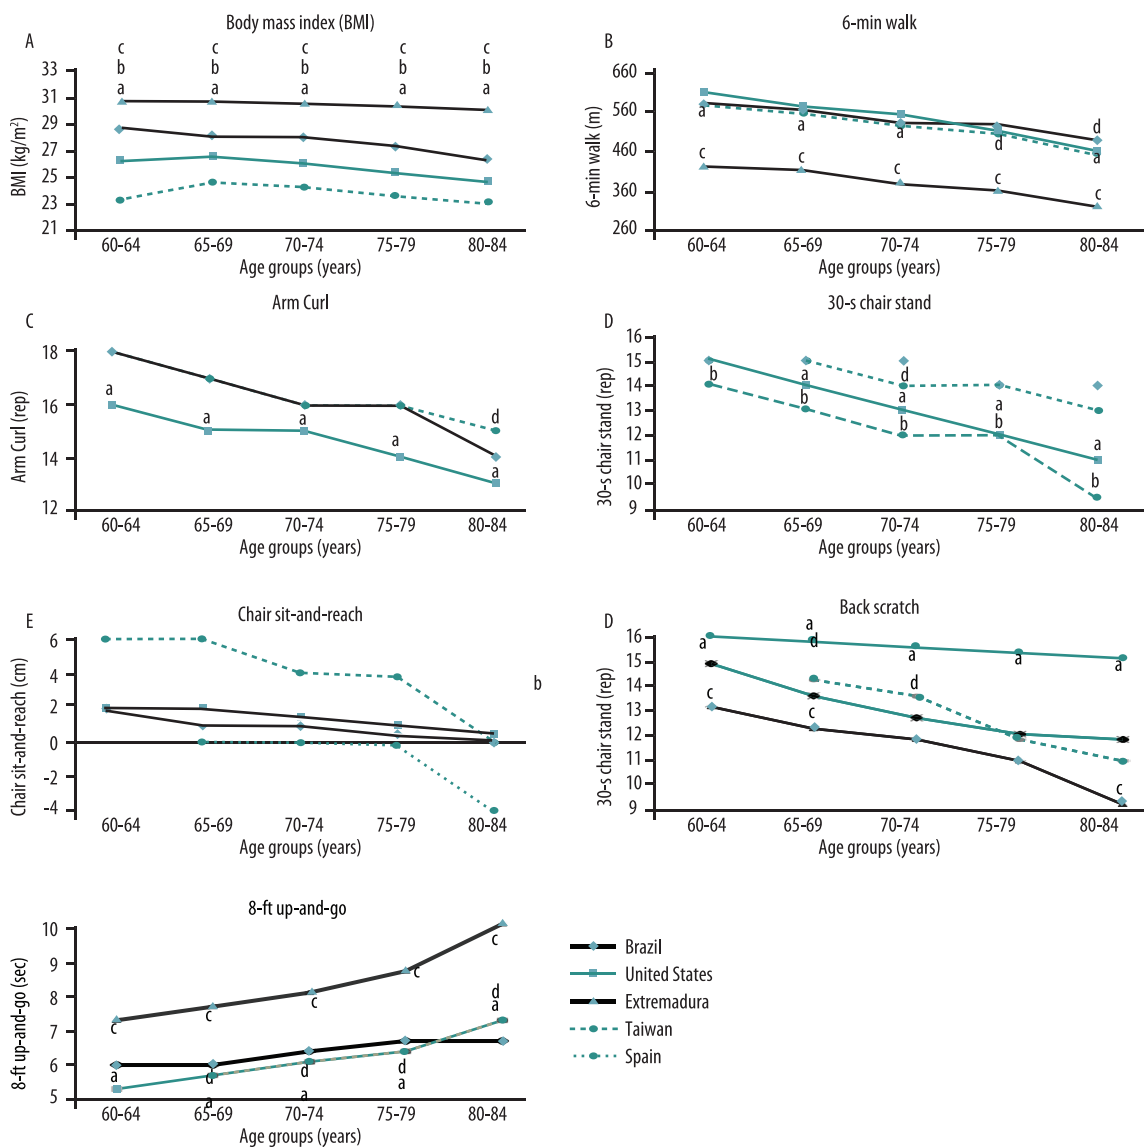 Body mass index (BMI)
A
c c c c c
b b b b b
a a a a a
33
31
29
27
25
23
21
BMI (kg/m²)
60-64 65-69 70-74 75-79 80-84
Age groups (years)
6-min walk
B
660
560
460
360
260
6-min walk (m)
a a a d d
a
c c c c c
60-64 65-69 70-74 75-79 80-84
Age groups (years)
Arm Curl
C
18
16
14
12
Arm Curl (rep)
a a a a d
a
60-64 65-69 70-74 75-79 80-84
Age groups (years)
30-s chair stand
D
16
15
14
13
12
11
10
9
30-s chair stand (rep)
b a d a a
b a b b
b
60-64 65-69 70-74 75-79 80-84
Age groups (years)
Chair sit-and-reach
E
6
4
2
0
-2
-4
Chair sit-and-reach (cm)
b
60-64 65-69 70-74 75-79 80-84
Age groups (years)
Back scratch
D
16
15
14
13
12
11
10
9
30-s chair stand (rep)
a a a a a
d
d
c c c
60-64 65-69 70-74 75-79 80-84
Age groups (years)
8-ft up-and-go
10
9
8
7
6
5
8-ft up-and-go (sec)
c c c c c
d
a
a d d d
a a a
60-64 65-69 70-74 75-79 80-84
Age groups (years)
Brazil
United States
Extremadura
Taiwan
Spain